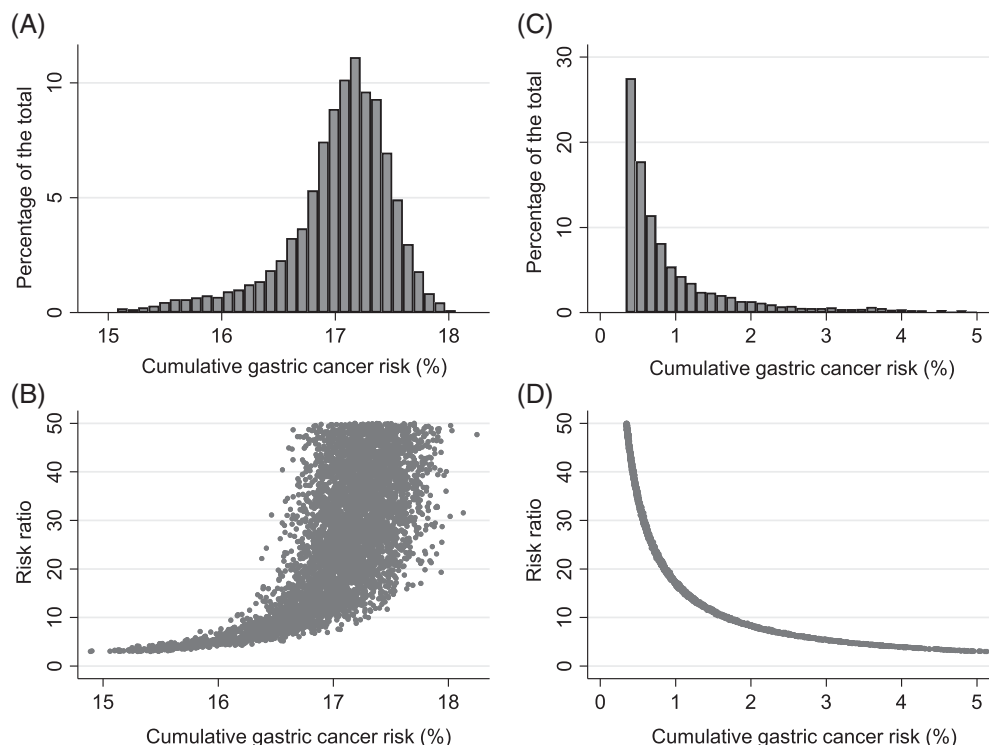 (A)
Percentage of the total
10
5
0
15 16 17 18
Cumulative gastric cancer risk (%)
(C)
Percentage of the total
30
20
10
0
0 1 2 3 4 5
Cumulative gastric cancer risk (%)
(B)
Risk ratio
50
40
30
20
10
0
15 16 17 18
Cumulative gastric cancer risk (%)
(D)
Risk ratio
50
40
30
20
10
0
0 1 2 3 4 5
Cumulative gastric cancer risk (%)